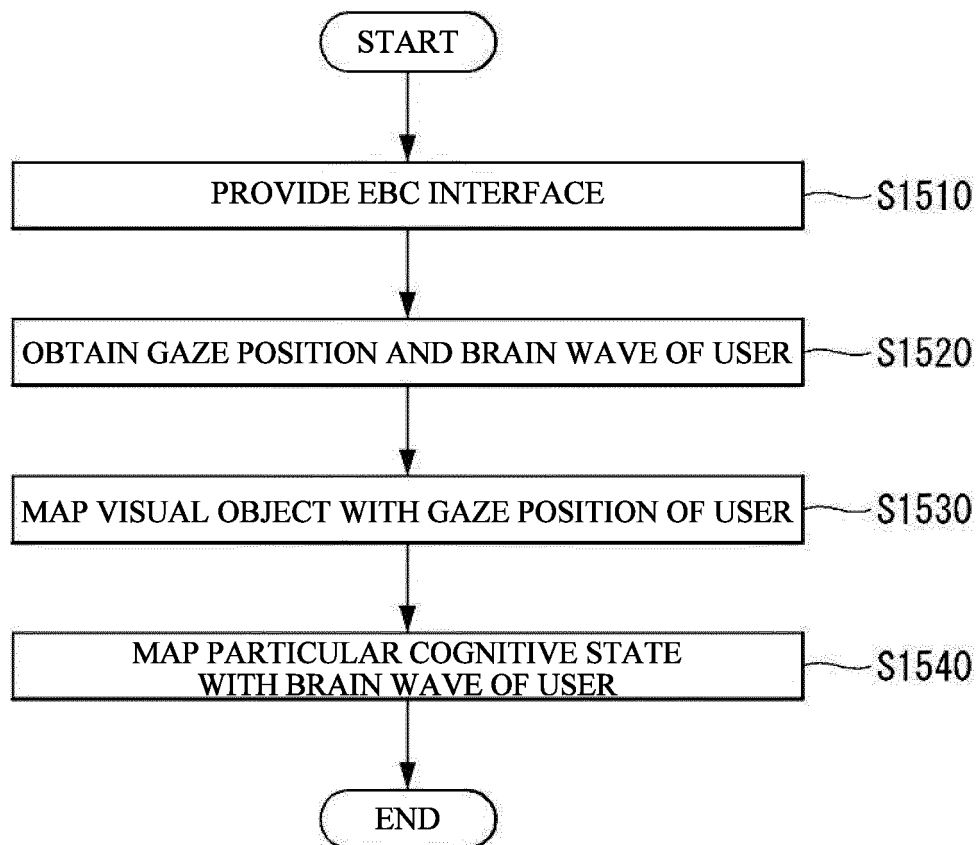 START
PROVIDE EBC INTERFACE
S1510
OBTAIN GAZE POSITION AND BRAIN WAVE OF USER
S1520
MAP VISUAL OBJECT WITH GAZE POSITION OF USER
S1530
MAP PARTICULAR COGNITIVE STATE
WITH BRAIN WAVE OF USER
S1540
END